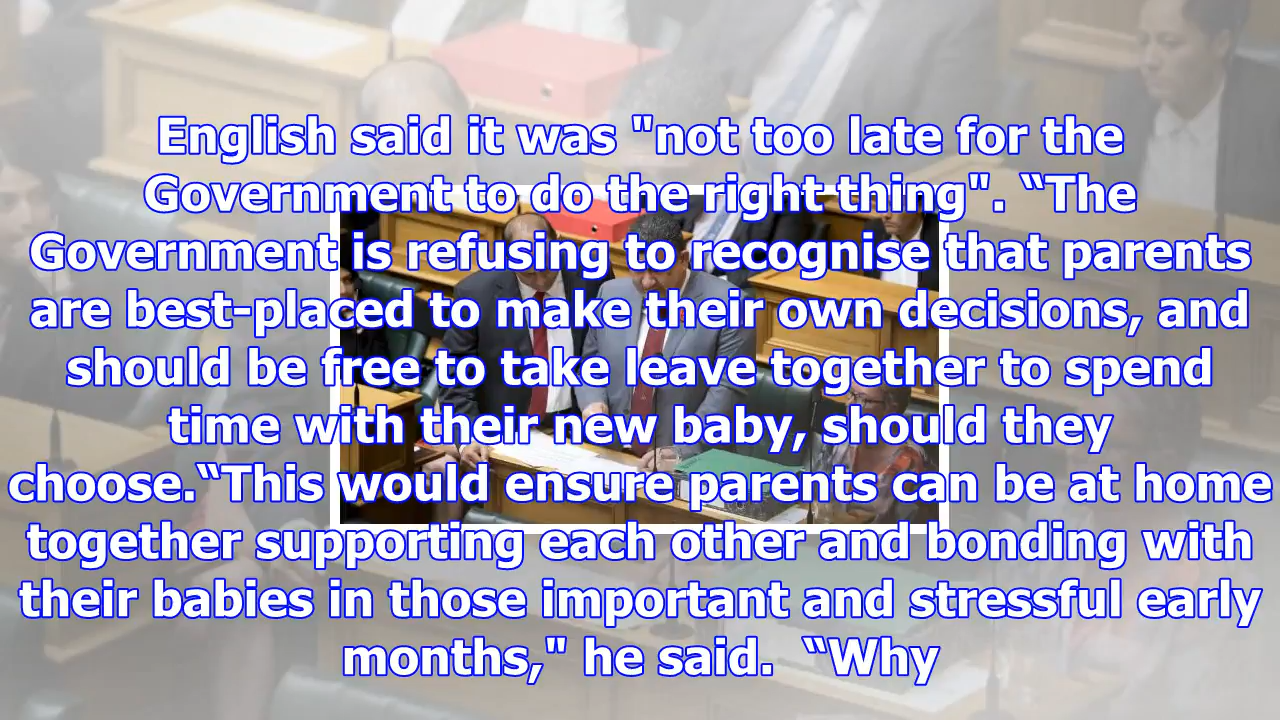 English said it was "not too late for the
Government to do the right thing". “The
Government is refusing to recognise that parents
are best-placed to make their own decisions, and
should be free to take leave together to spend
time with their new baby, should they
choose.“This would ensure parents can be at home
together supporting each other and bonding with
their babies in those important and stressful early
months," he said.  “Why